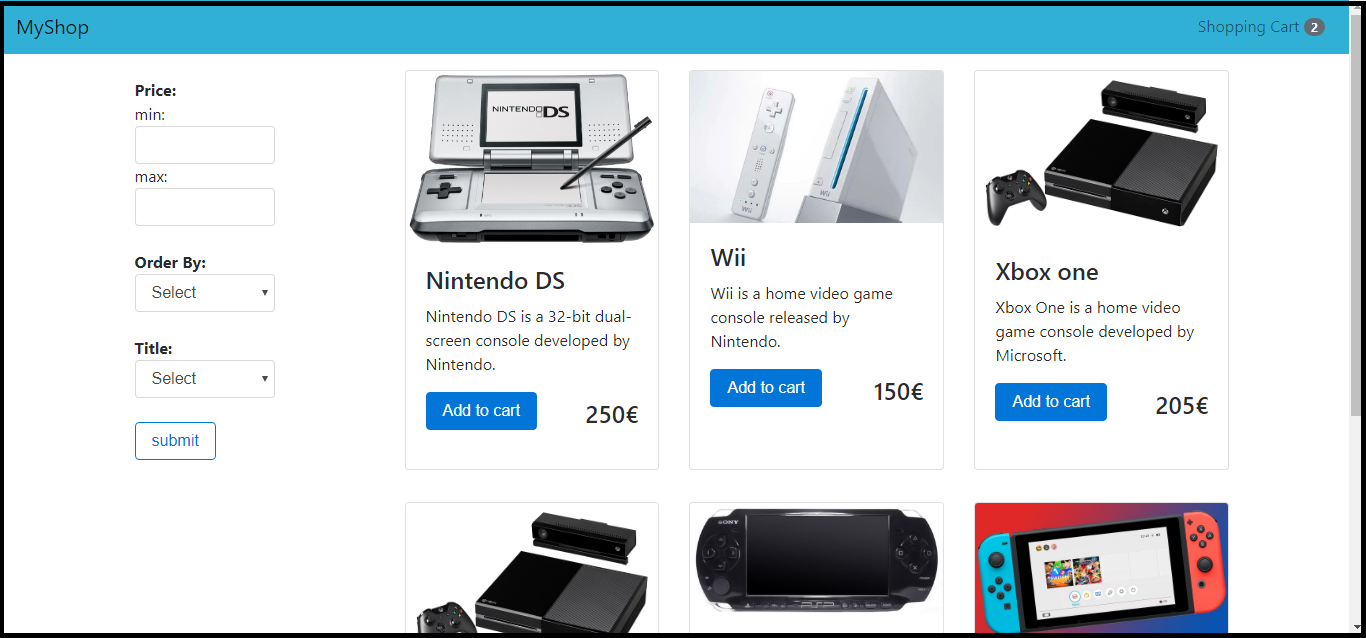 MyShop
Shopping Cart 2
Price:
min:
max:
Order By:
Select
Title:
Select
submit
NINTENDO DS
Nintendo DS
Nintendo DS is a 32-bit dual-
screen console developed by
Nintendo.
Add to cart 250€
Wii
Wii
Wii
Wii is a home video game
console released by
Nintendo.
Add to cart 150€
Xbox one
Xbox One is a home video
game console developed by
Microsoft.
Add to cart 205€
SONY